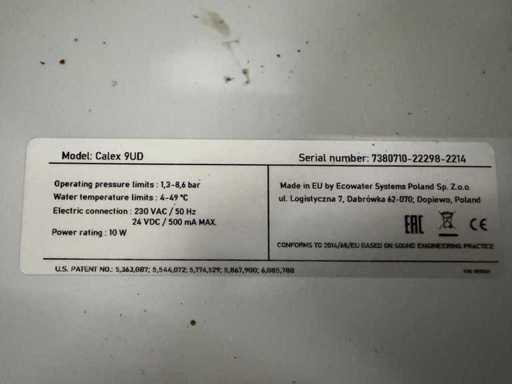 Model: Calex 9UD
Serial number: 7380710-22298-2214
Operating pressure limits : 1,3-8,6 bar
Water temperature limits : 4-49 °C
Electric connection : 230 VAC / 50 Hz
24 VDC / 500 mA MAX.
Power rating : 10 W
Made in EU by Ecowater Systems Poland Sp. Z.o.o.
ul. Logistyczna 7, Dabrówka 62-070, Dopiewo, Poland
EAC
CE
CONFORMS TO 2014/68/EU BASED ON SOUND ENGINEERING PRACTICE
U.S. PATENT NO.: 5,363,087; 5,544,072; 5,774,529; 5,867,900; 6,085,788